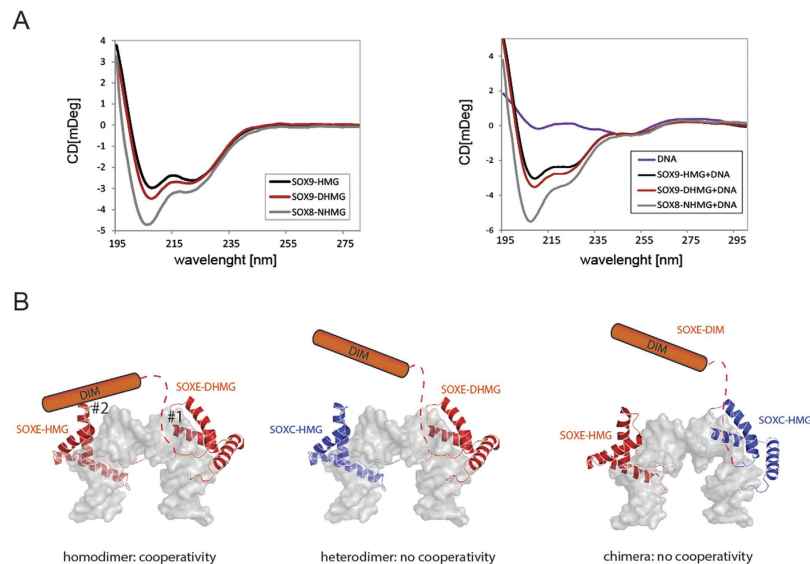 A
CD[mDeg]
4
3
2
1
0
-1
-2
-3
-4
-5
SOX9-HMG
SOX9-DHMG
SOX8-NHMG
195 215 235 255 275
wavelenght [nm]
CD[mDeg]
4
2
0
-2
-4
-6
DNA
SOX9-HMG+DNA
SOX9-DHMG+DNA
SOX8-NHMG+DNA
195 215 235 255 275 295
wavelenght [nm]
B
DIM
#2
#1
SOXE-DHMG
SOXE-HMG
homodimer: cooperativity
DIM
SOXE-DHMG
SOXC-HMG
heterodimer: no cooperativity
SOXE-DIM
DIM
SOXC-HMG
SOXE-HMG
chimera: no cooperativity